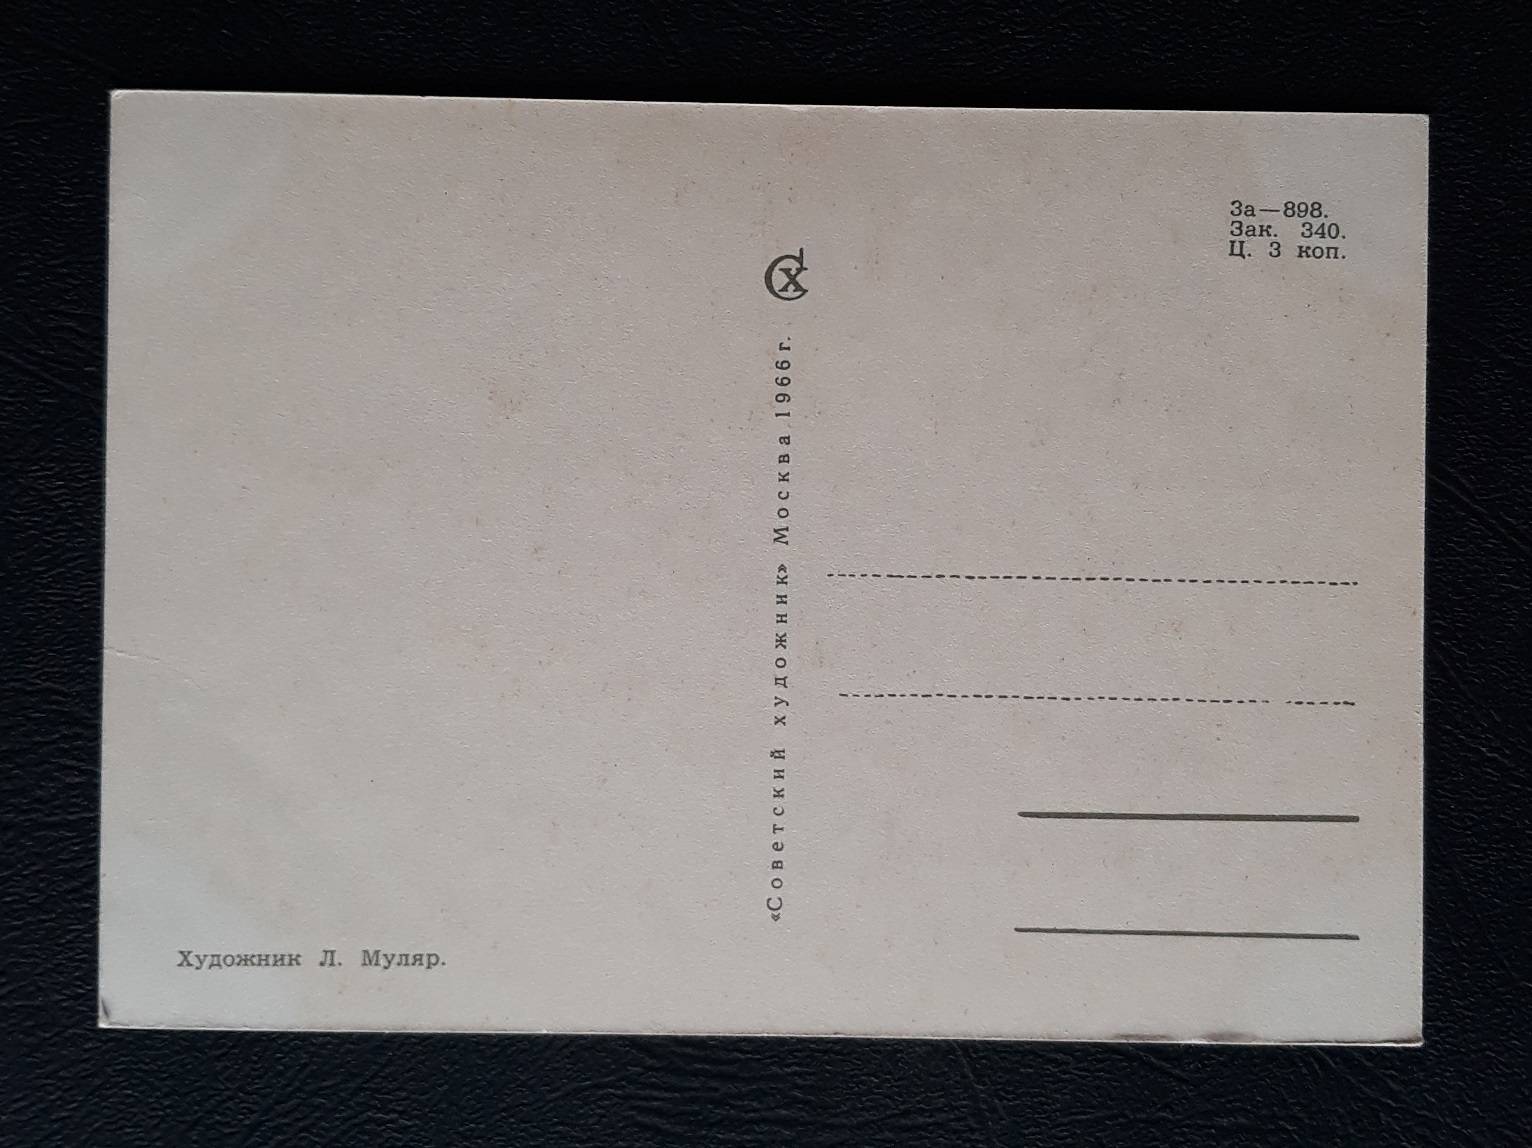 За—898.
Зак. 340.
Ц. 3 коп.
СХ
«Советский художник» Москва 1966 г.
Художник Л. Муляр.